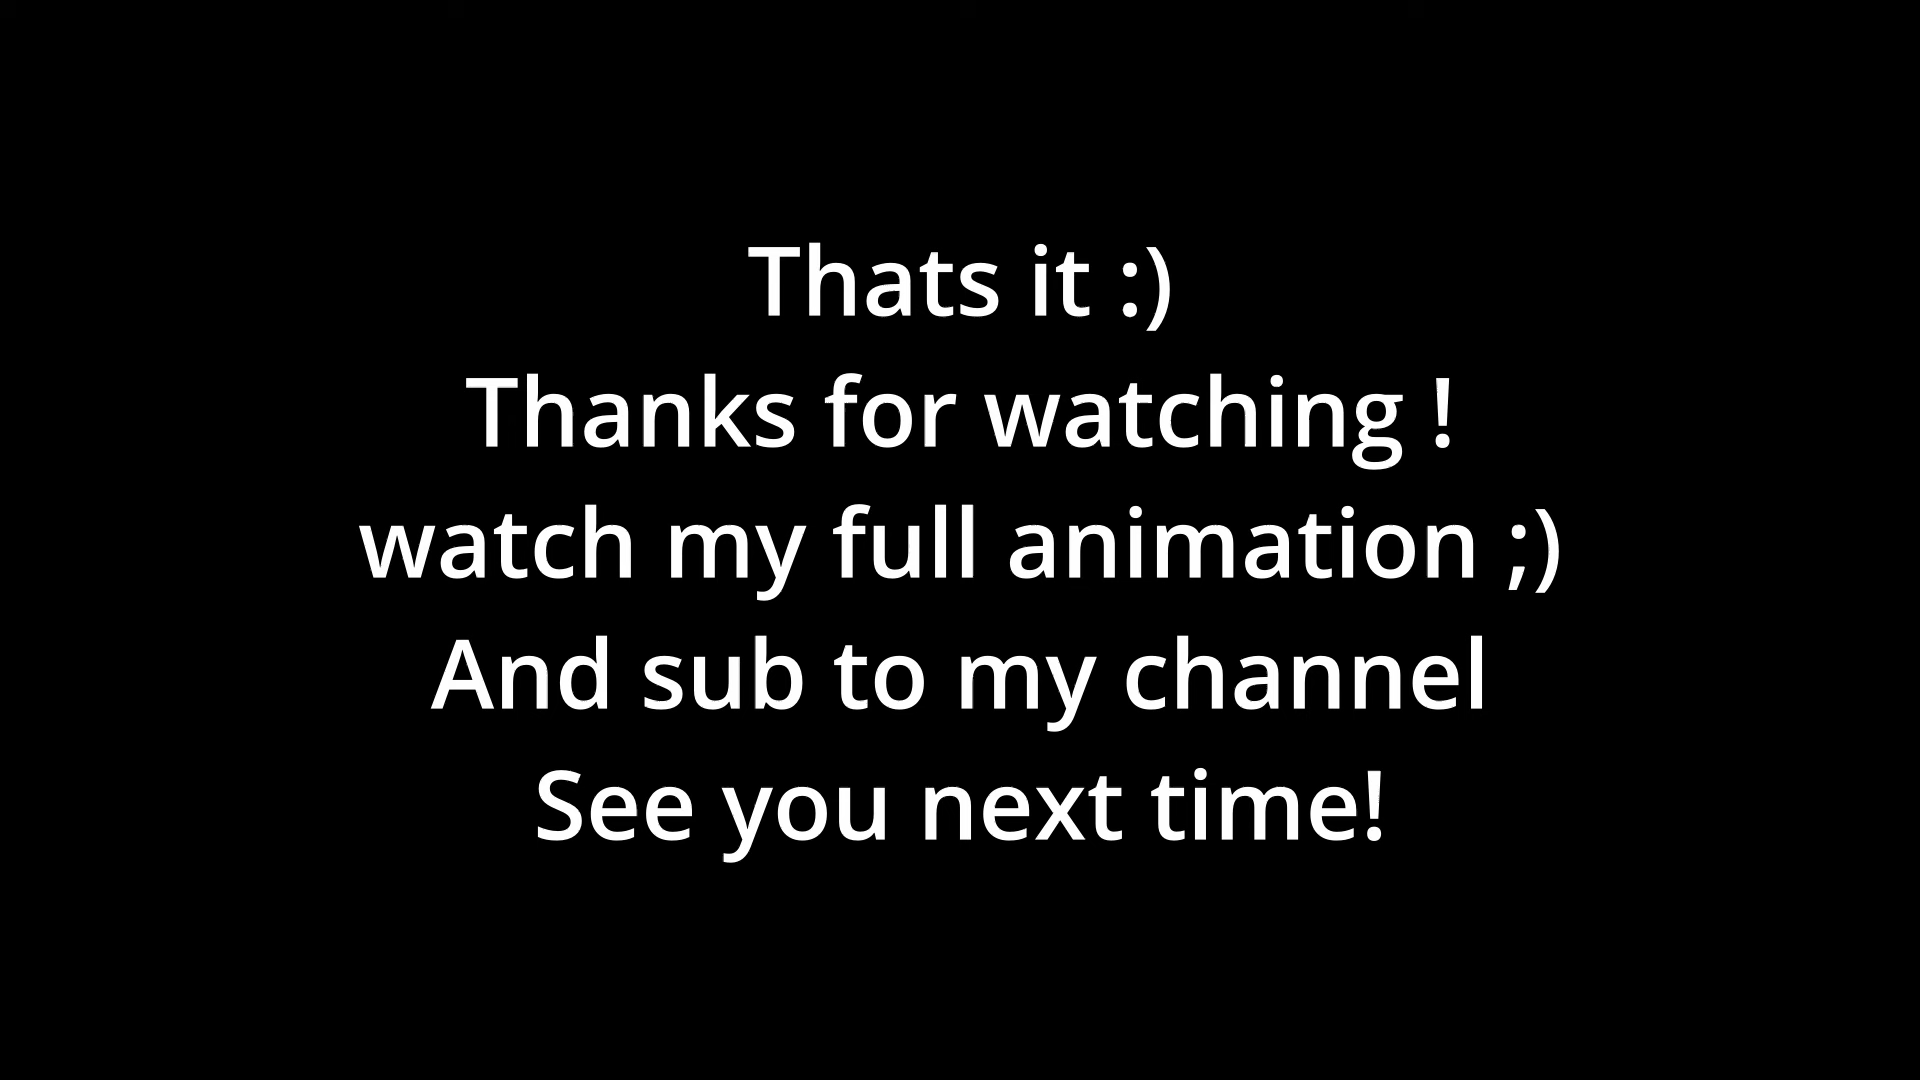 Thats it :)
Thanks for watching !
watch my full animation ;)
And sub to my channel
See you next time!